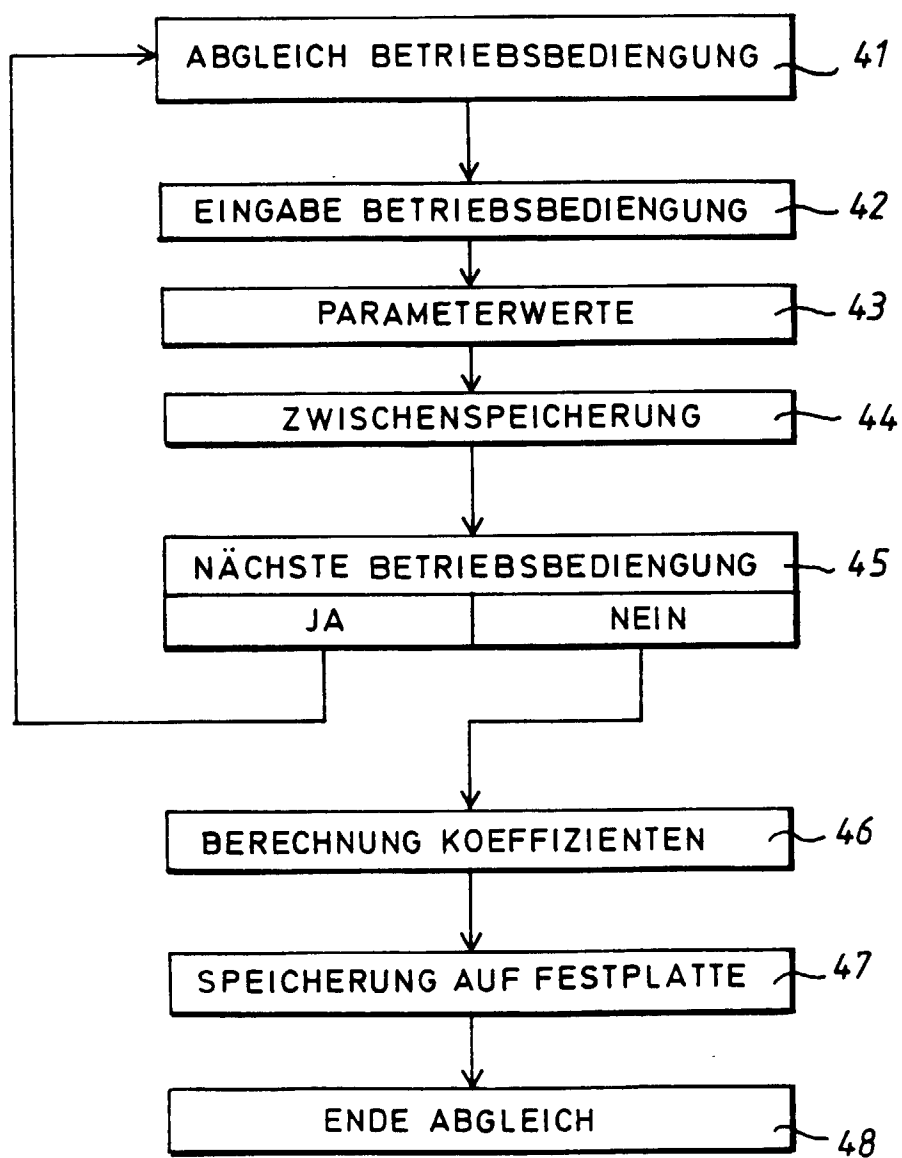 ABGLEICH BETRIEBSBEDIENGUNG 41
EINGABE BETRIEBSBEDIENGUNG 42
PARAMETERWERTE 43
ZWISCHENSPEICHERUNG 44
NÄCHSTE BETRIEBSBEDIENGUNG 45
JA NEIN
BERECHNUNG KOEFFIZIENTEN 46
SPEICHERUNG AUF FESTPLATTE 47
ENDE ABGLEICH 48